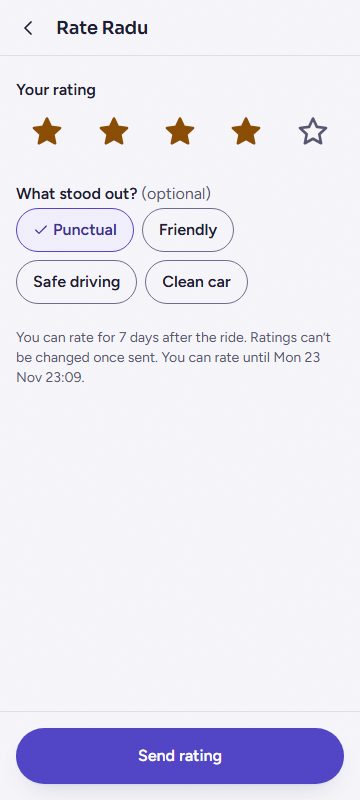 Rate Radu
Your rating
What stood out? (optional)
Punctual
Friendly
Safe driving
Clean car
You can rate for 7 days after the ride. Ratings can't
be changed once sent. You can rate until Mon 23
Nov 23:09.
Send rating